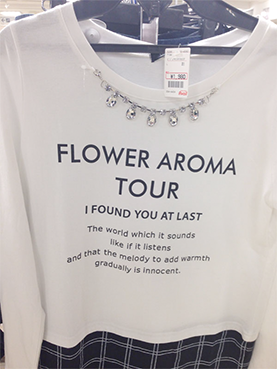 ¥1,380
FLOWER AROMA
TOUR
I FOUND YOU AT LAST
The world which it sounds
like if it listens
and that the melody to add warmth
gradually is innocent.